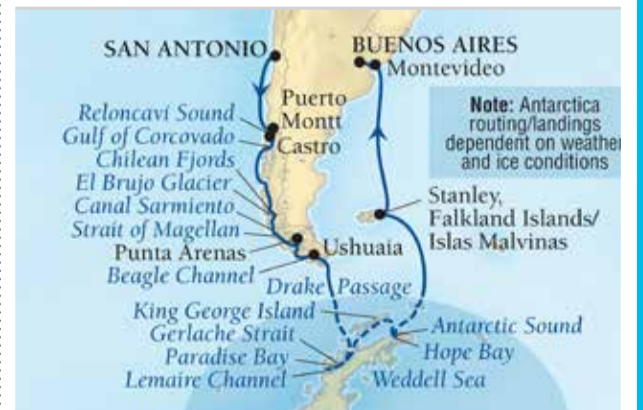 SAN ANTONIO
BUENOS AIRES
Montevideo
Note: Antarctica
routing/landings
dependent on weather
and ice conditions
Puerto
Montt
Reloncaví Sound
Gulf of Corcovado
Castro
Chilean Fjords
El Brujo Glacier
Canal Sarmiento
Strait of Magellan
Punta Arenas
Beagle Channel
Ushuaia
Stanley,
Falkland Islands/
Islas Malvinas
Drake Passage
King George Island
Gerlache Strait
Paradise Bay
Lemaire Channel
Antarctic Sound
Hope Bay
Weddell Sea